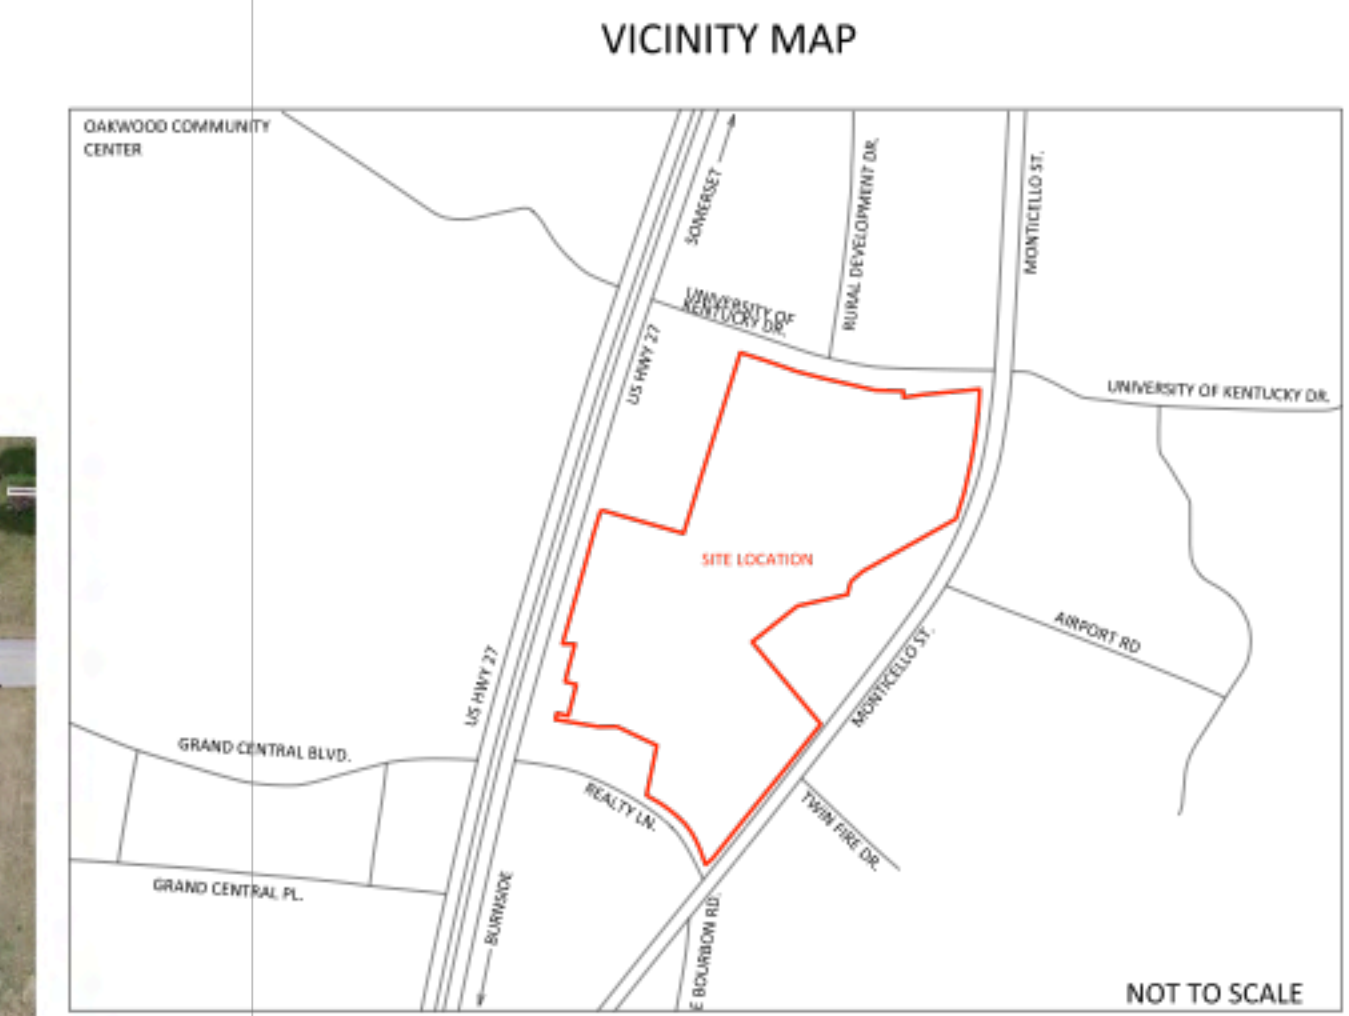 VICINITY MAP
OAKWOOD COMMUNITY
CENTER
SOMERSET
RURAL DEVELOPMENT DR.
MONTICELLO ST.
UNIVERSITY OF
KENTUCKY DR.
US HWY 27
UNIVERSITY OF KENTUCKY DR.
SITE LOCATION
AIRPORT RD
MONTICELLO ST.
US HWY 27
GRAND CENTRAL BLVD.
REALTY LN.
TWIN FIRE DR.
GRAND CENTRAL PL.
BURNSIDE
E BOURBON RD.
NOT TO SCALE